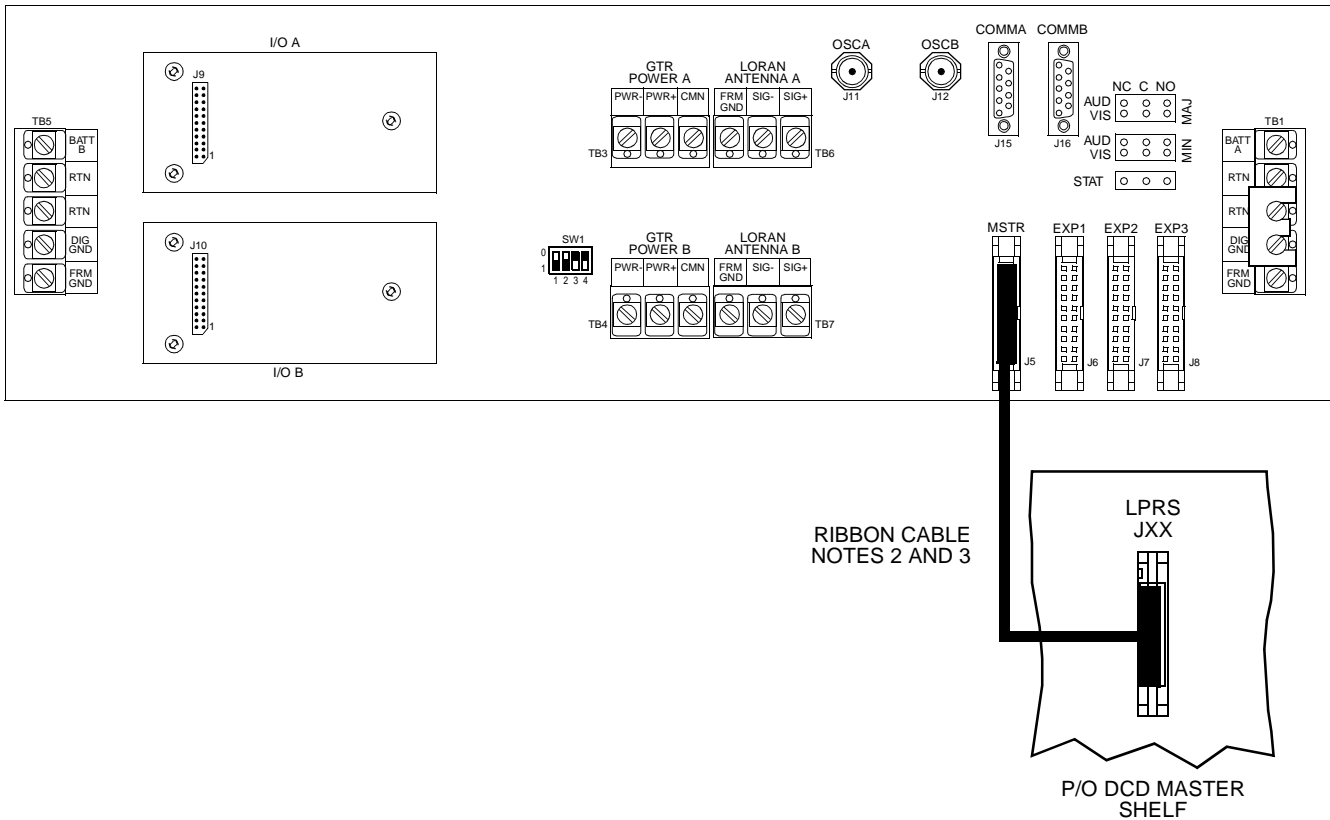 I/O A
J9
1
TB5
BATT
B
RTN
RTN
DIG
GND
FRM
GND
J10
1
I/O B
SW1
0
1
1 2 3 4
GTR
POWER A
LORAN
ANTENNA A
PWR- PWR+ CMN
FRM
GND
SIG- SIG+
TB3
TB6
GTR
POWER B
LORAN
ANTENNA B
PWR- PWR+ CMN
FRM
GND
SIG- SIG+
TB4
TB7
OSCA
J11
OSCB
J12
COMMA
J15
COMMB
J16
NC C NO
AUD
VIS
MAJ
AUD
VIS
MIN
STAT
TB1
BATT
A
RTN
RTN
DIG
GND
FRM
GND
MSTR
J5
EXP1
J6
EXP2
J7
EXP3
J8
RIBBON CABLE
NOTES 2 AND 3
LPRS
JXX
P/O DCD MASTER
SHELF